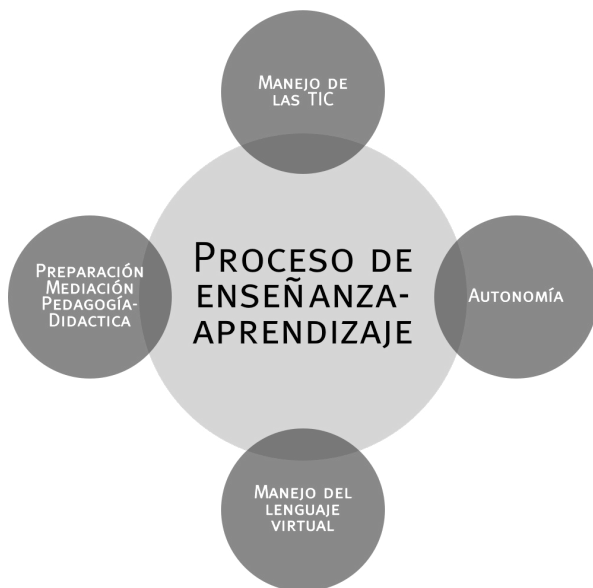 Manejo de
las TIC
Preparación
Mediación
Pedagogía-
Didactica
Proceso de
enseñanza-
aprendizaje
Autonomía
Manejo del
lenguaje
virtual